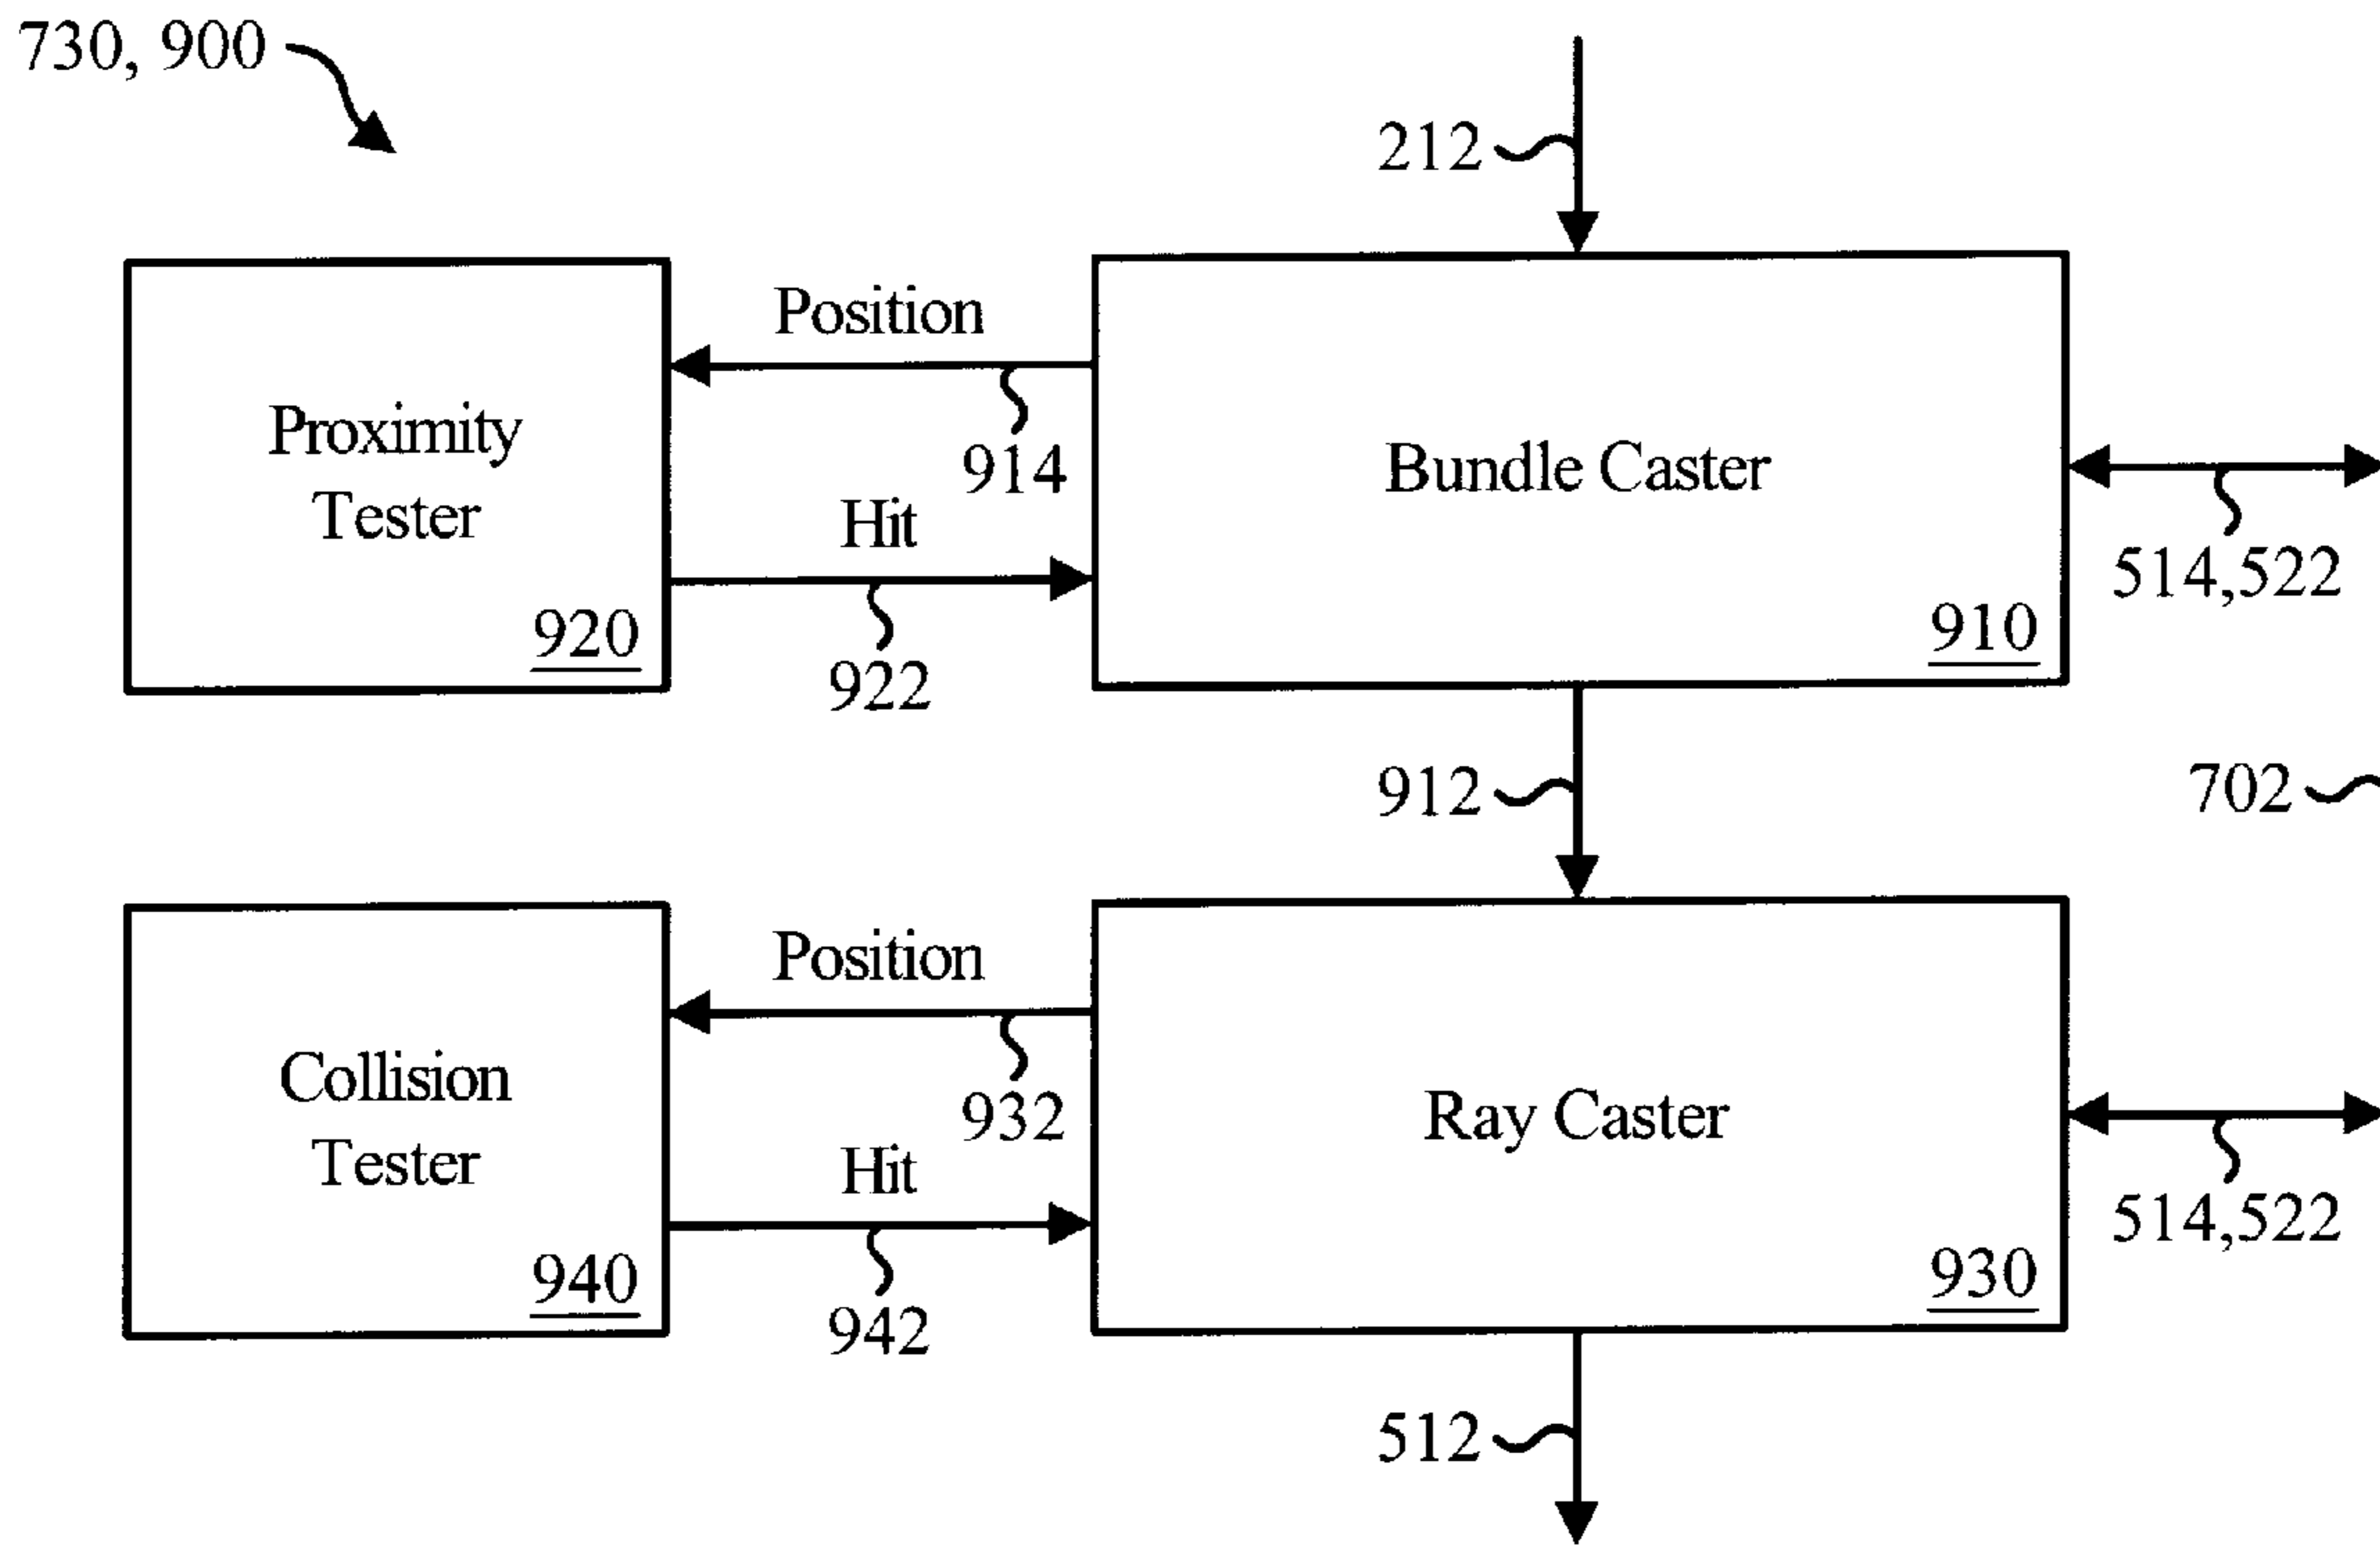 730, 900
212
Position
914
Proximity
Tester
Hit
920
922
Bundle Caster
910
514,522
912
702
Position
932
Collision
Tester
Hit
940
942
Ray Caster
930
514,522
512